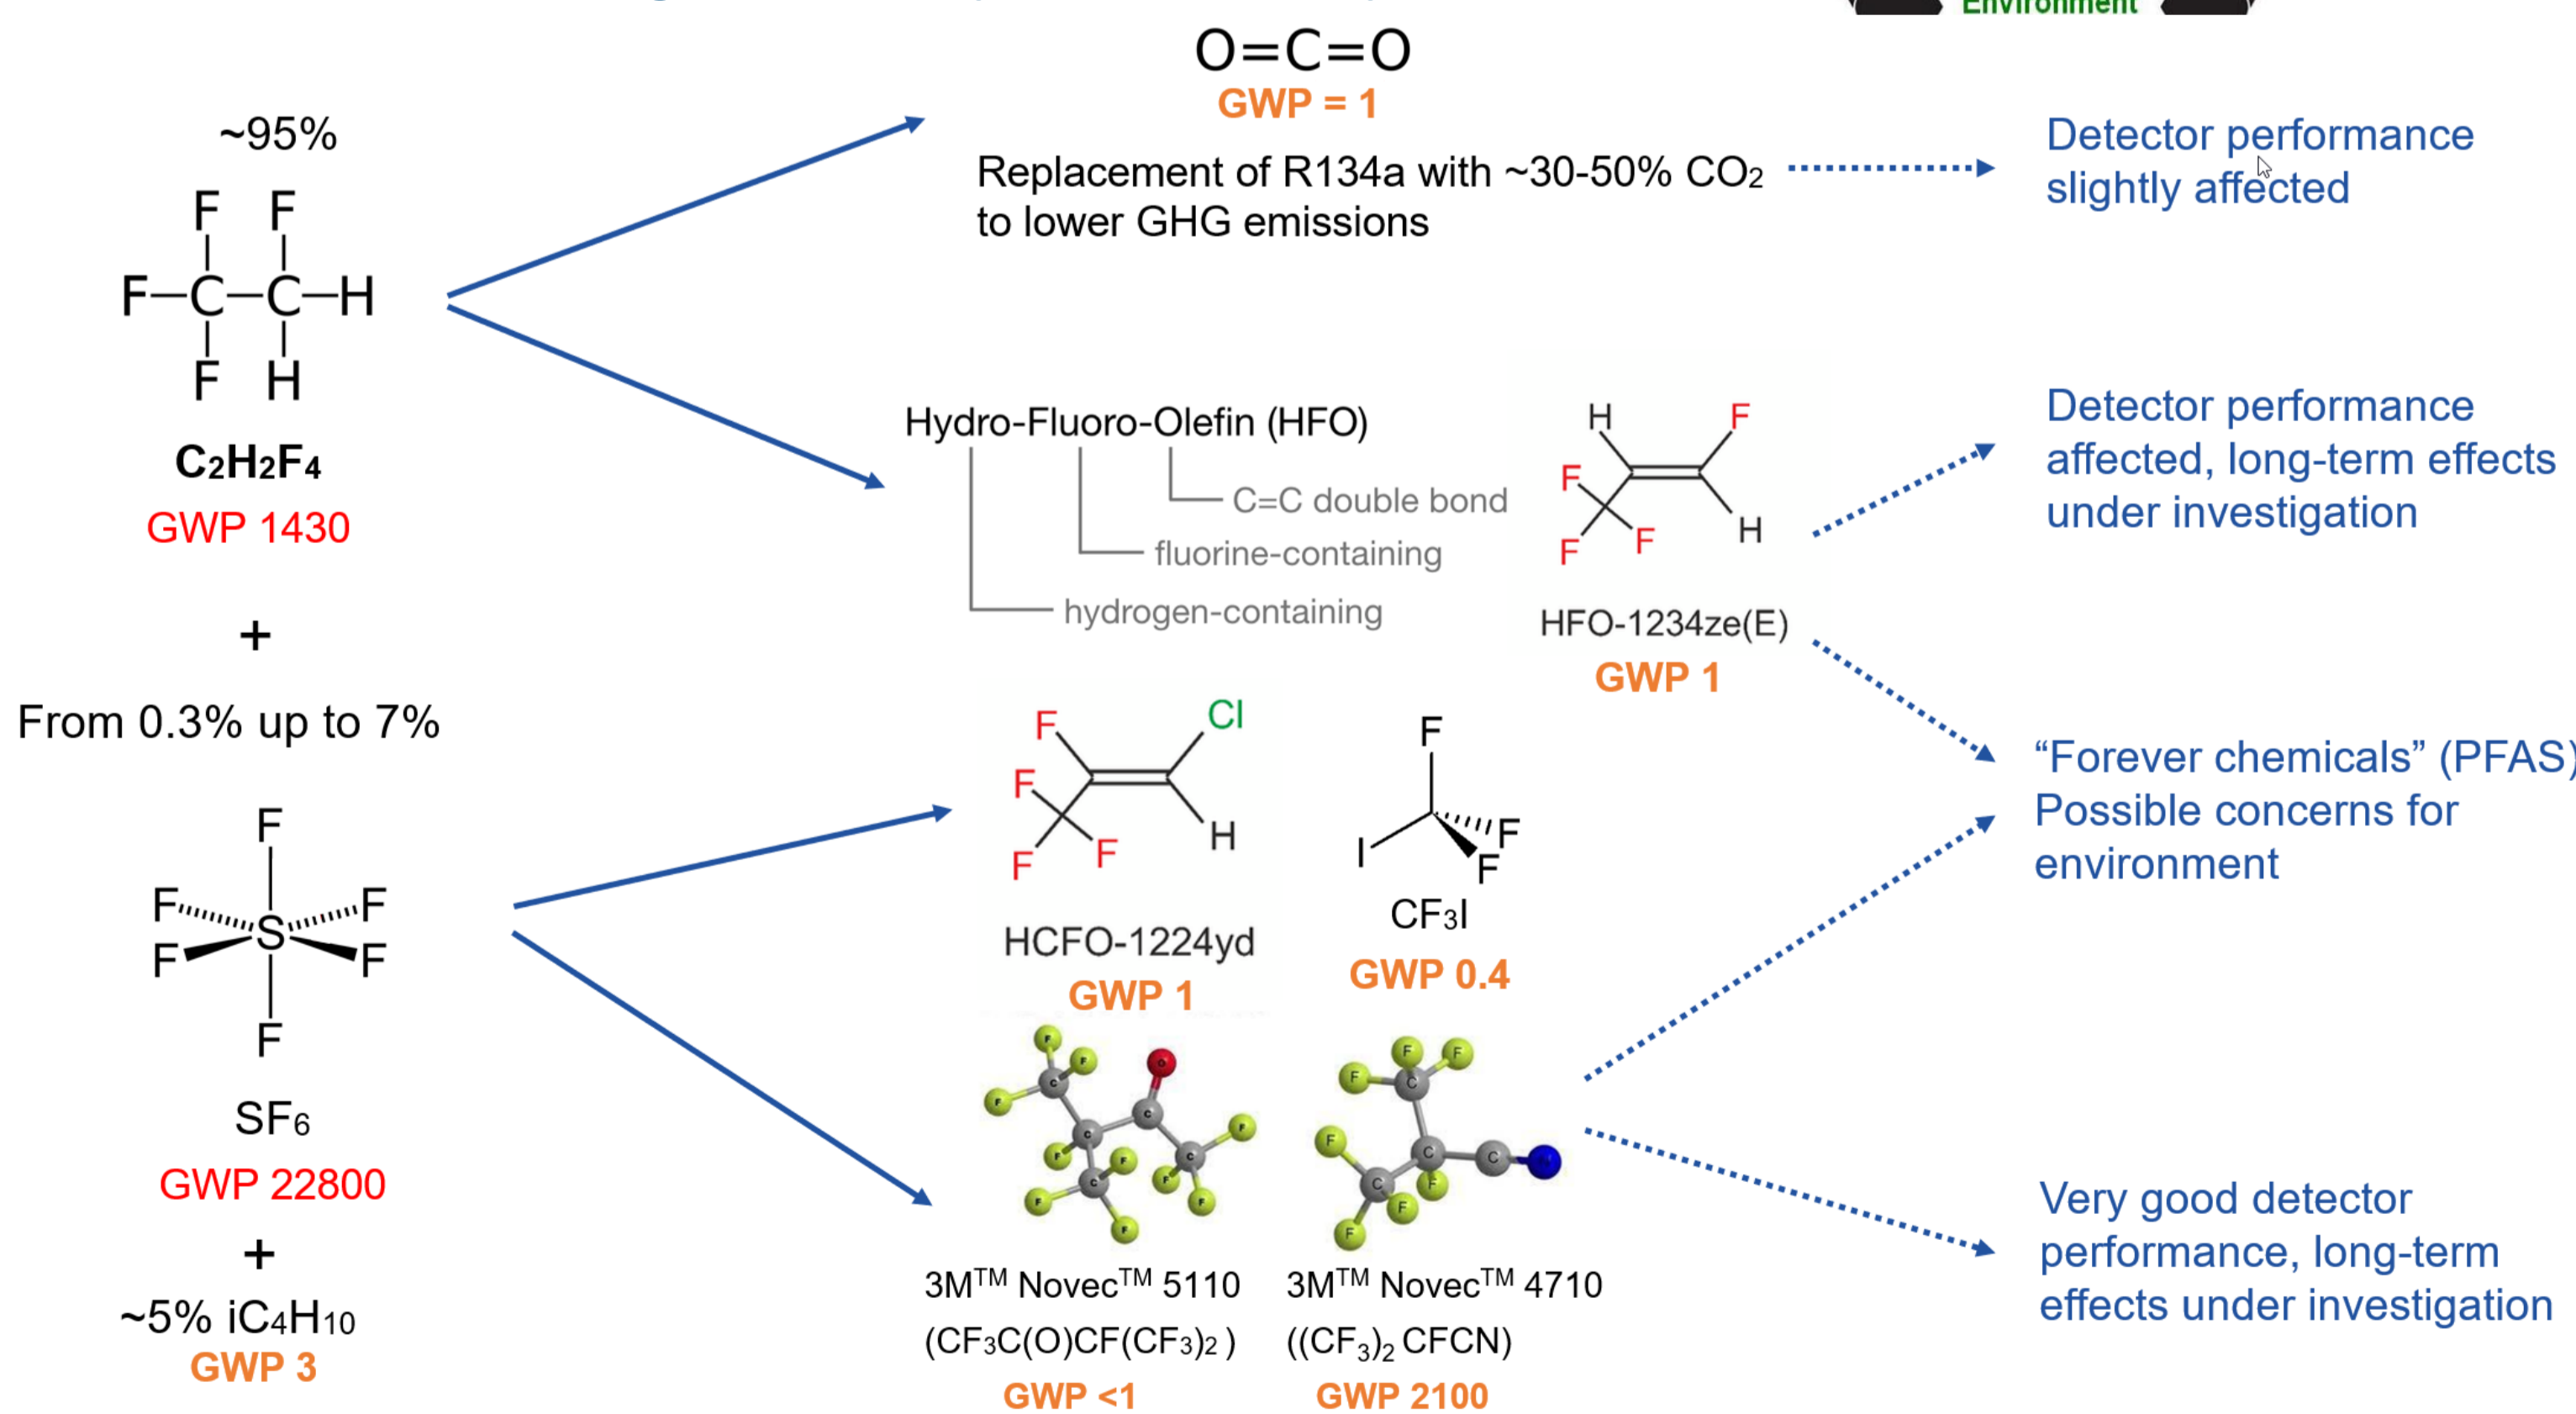 Environment
O=C=O
GWP = 1
~95%
Replacement of R134a with ~30-50% CO₂
to lower GHG emissions
Detector performance
slightly affected
F F
F–C–C–H
F H
C₂H₂F₄
GWP 1430
+
From 0.3% up to 7%
F
F F
S
F F
F
SF₆
GWP 22800
+
~5% iC₄H₁₀
GWP 3
Hydro-Fluoro-Olefin (HFO)
C=C double bond
fluorine-containing
hydrogen-containing
H F
F
F F H
HFO-1234ze(E)
GWP 1
Detector performance
affected, long-term effects
under investigation
F Cl
F
F F H
HCFO-1224yd
GWP 1
F
I F
F
CF₃I
GWP 0.4
"Forever chemicals" (PFAS)
Possible concerns for
environment
F
F O
C
F C F
C
F F C
C F F
F F
F
3M™ Novec™ 5110
(CF₃C(O)CF(CF₃)₂ )
GWP <1
F F
F C
F
C C
C F
F
F
3M™ Novec™ 4710
((CF₃)₂ CFCN)
GWP 2100
Very good detector
performance, long-term
effects under investigation